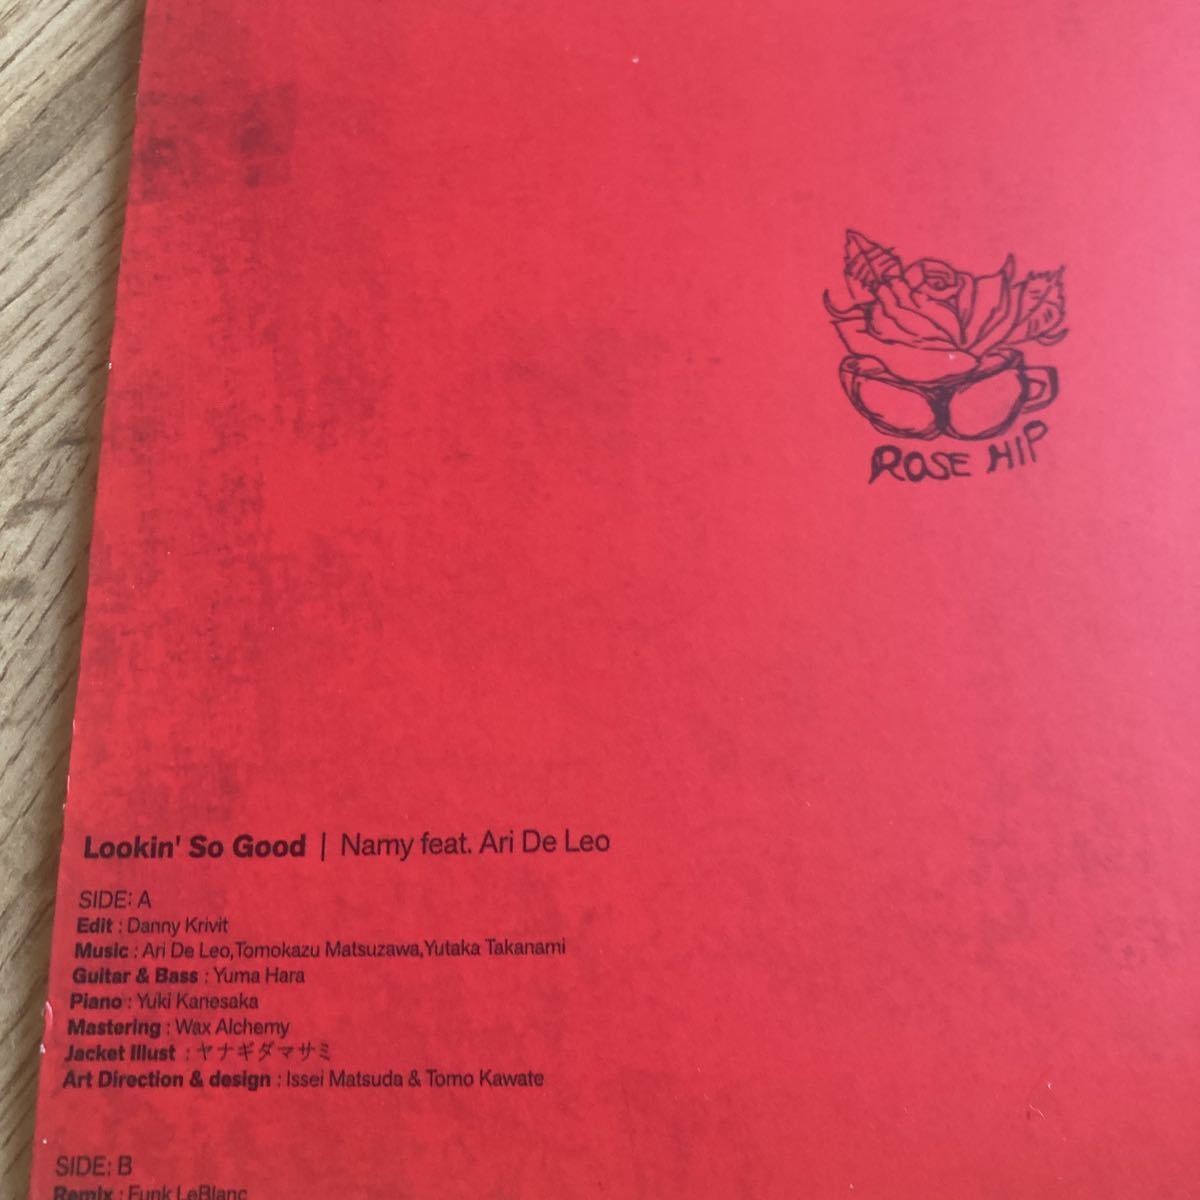 ROSE HIP
Lookin' So Good | Namy feat. Ari De Leo
SIDE: A
Edit : Danny Krivit
Music : Ari De Leo,Tomokazu Matsuzawa,Yutaka Takanami
Guitar & Bass : Yuma Hara
Piano : Yuki Kanesaka
Mastering : Wax Alchemy
Jacket Illust : ヤナギダマサミ
Art Direction & design : Issei Matsuda & Tomo Kawate
SIDE: B
Remix : Funk LeBlanc